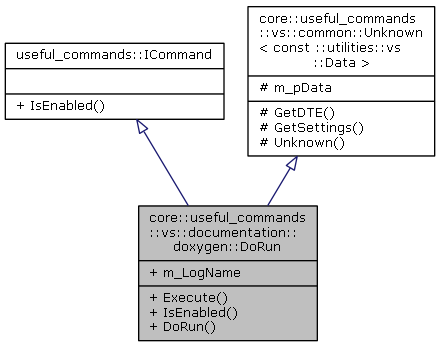 useful_commands::ICommand
+ IsEnabled()
core::useful_commands
::vs::common::Unknown
< const ::utilities::vs
::Data >
# m_pData
# GetDTE()
# GetSettings()
# Unknown()
core::useful_commands
::vs::documentation::
doxygen::DoRun
+ m_LogName
+ Execute()
+ IsEnabled()
+ DoRun()